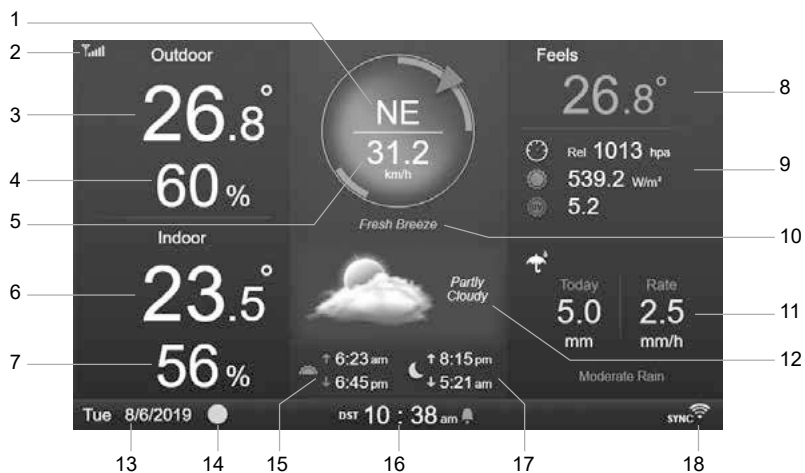 1
2
3
4
5
6
7
8
9
10
11
12
13
14
15
16
17
18
Outdoor
26.8°
60 %
Indoor
23.5°
56 %
NE
31.2
km/h
Fresh Breeze
Partly
Cloudy
↑ 6:23 am
↓ 6:45 pm
↑ 8:15 pm
↓ 5:21 am
Feels
26.8°
Rel 1013 hpa
539.2 W/m²
UV
5.2
Today
5.0
mm
Rate
2.5
mm/h
Moderate Rain
Tue 8/6/2019
DST 10 : 38 am
SYNC